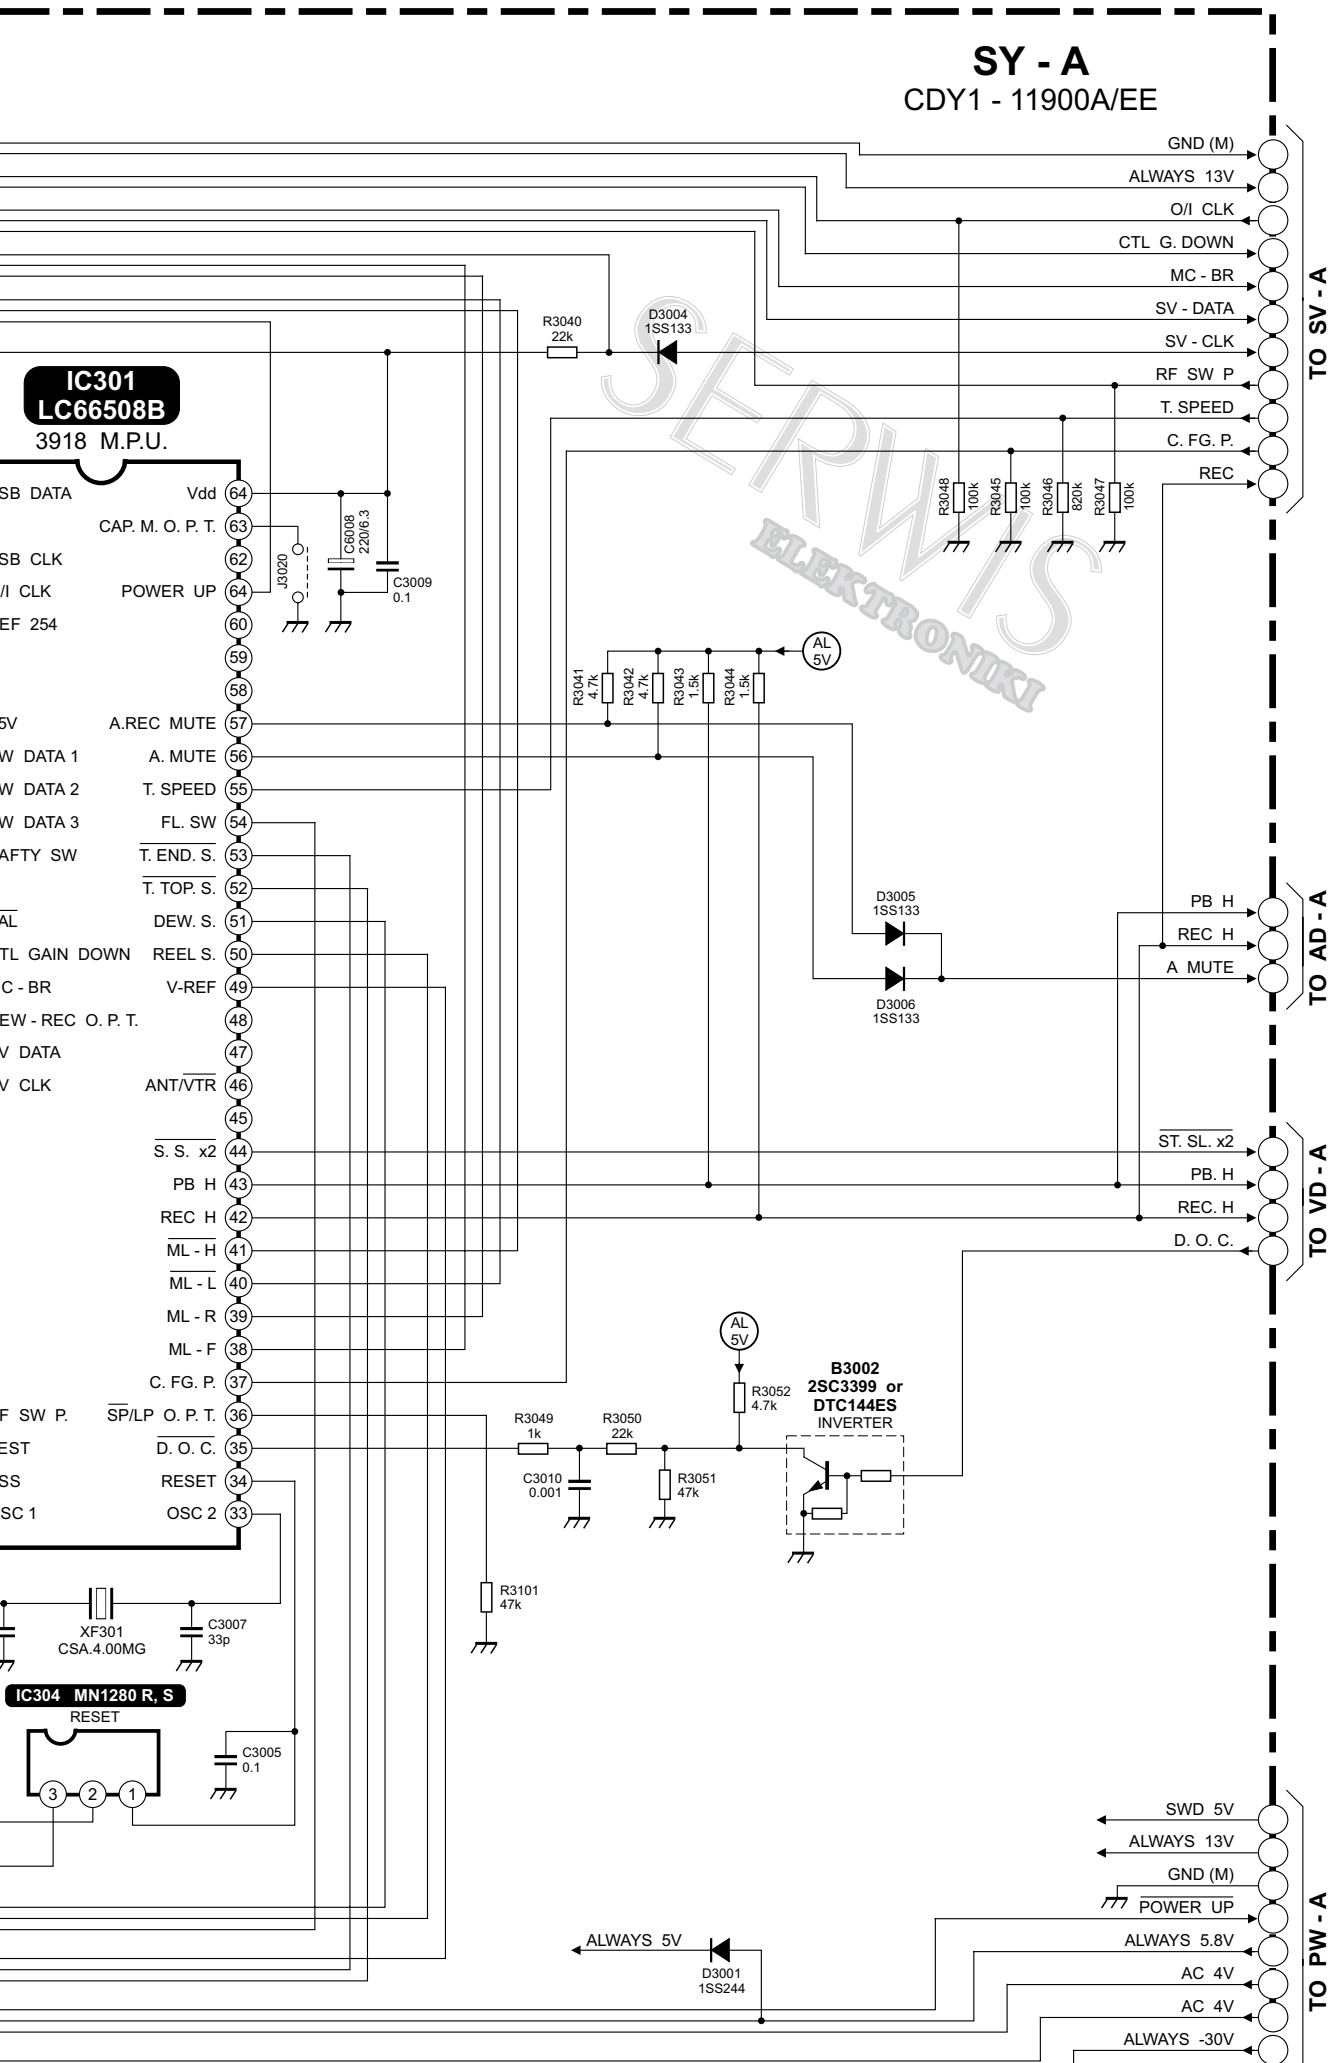 SY - A
CDY1 - 11900A/EE
GND (M)
ALWAYS 13V
O/I CLK
CTL G. DOWN
MC - BR
SV - DATA
SV - CLK
RF SW P
T. SPEED
C. FG. P.
REC
TO SV - A
R3040
22k
D3004
1SS133
SERWIS
ELEKTRONIKI
R3048
100k
R3045
100k
R3046
820k
R3047
100k
IC301
LC66508B
3918 M.P.U.
SB DATA
Vdd 64
CAP. M. O. P. T. 63
SB CLK
62
/I CLK
POWER UP 64
EF 254
60
59
58
5V
A.REC MUTE 57
W DATA 1
A. MUTE 56
W DATA 2
T. SPEED 55
W DATA 3
FL. SW 54
AFTY SW
T. END. S. 53
T. TOP. S. 52
AL
DEW. S. 51
TL GAIN DOWN
REEL S. 50
C - BR
V-REF 49
EW - REC O. P. T.
48
V DATA
47
V CLK
ANT/VTR 46
45
S. S. x2 44
PB H 43
REC H 42
ML - H 41
ML - L 40
ML - R 39
ML - F 38
C. FG. P. 37
F SW P.
SP/LP O. P. T. 36
EST
D. O. C. 35
SS
RESET 34
SC 1
OSC 2 33
J3020
C6008
220/6.3
C3009
0.1
AL
5V
R3041
4.7k
R3042
4.7k
R3043
1.5k
R3044
1.5k
D3005
1SS133
D3006
1SS133
PB H
REC H
A MUTE
TO AD - A
ST. SL. x2
PB. H
REC. H
D. O. C.
TO VD - A
AL
5V
R3052
4.7k
B3002
2SC3399 or
DTC144ES
INVERTER
R3049
1k
R3050
22k
C3010
0.001
R3051
47k
R3101
47k
XF301
CSA.4.00MG
C3007
33p
IC304 MN1280 R, S
RESET
3 2 1
C3005
0.1
SWD 5V
ALWAYS 13V
GND (M)
POWER UP
ALWAYS 5.8V
AC 4V
AC 4V
ALWAYS -30V
TO PW - A
ALWAYS 5V
D3001
1SS244